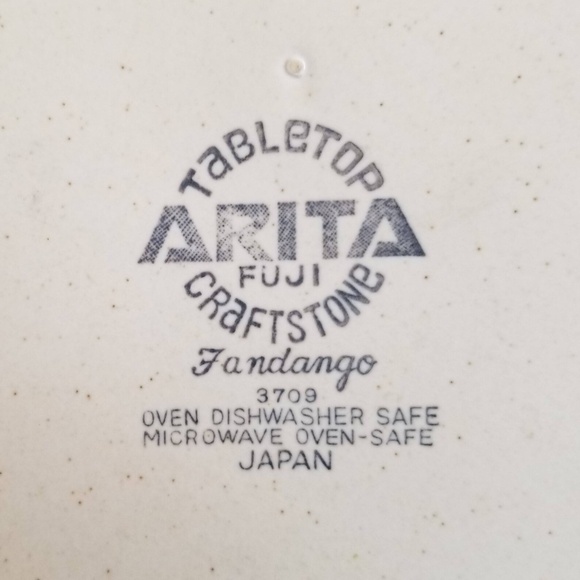 TaBLeTOP
ARITA
FUJI
CRaFTSTONe
Fandango
3709
OVEN DISHWASHER SAFE
MICROWAVE OVEN-SAFE
JAPAN